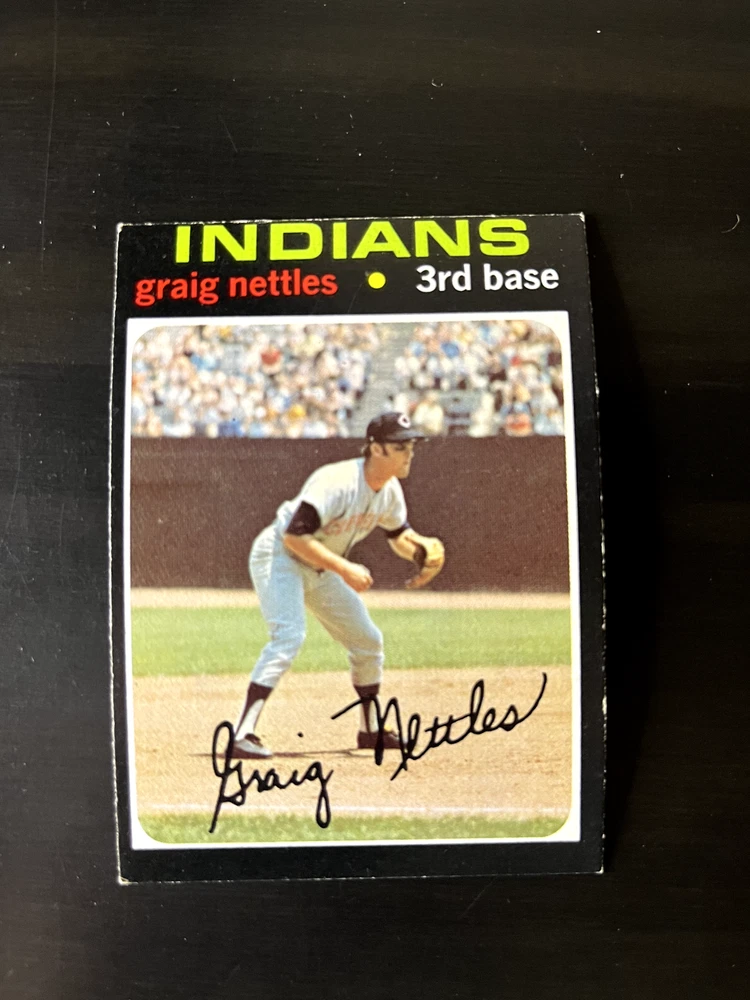 INDIANS
graig nettles • 3rd base
C
Graig Nettles